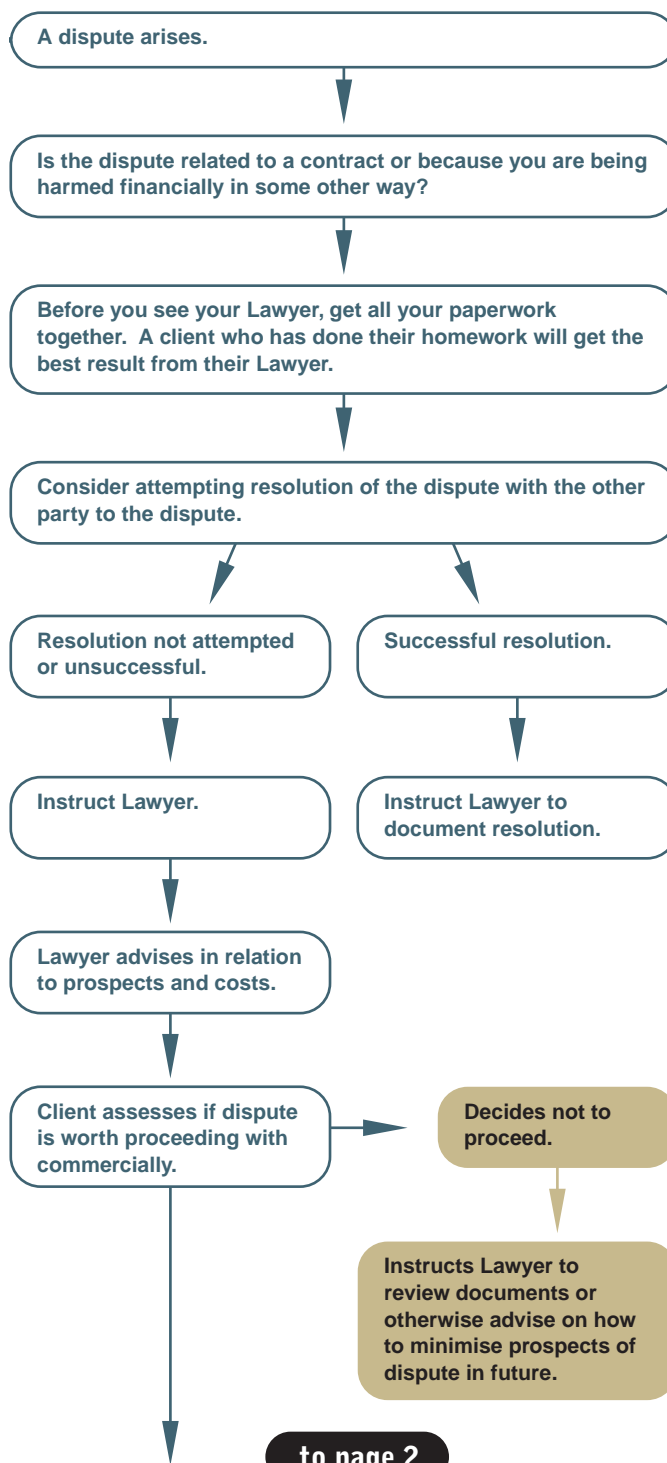 A dispute arises.
Is the dispute related to a contract or because you are being
harmed financially in some other way?
Before you see your Lawyer, get all your paperwork
together.  A client who has done their homework will get the
best result from their Lawyer.
Consider attempting resolution of the dispute with the other
party to the dispute.
Resolution not attempted
or unsuccessful.
Successful resolution.
Instruct Lawyer.
Instruct Lawyer to
document resolution.
Lawyer advises in relation
to prospects and costs.
Client assesses if dispute
is worth proceeding with
commercially.
Decides not to
proceed.
Instructs Lawyer to
review documents or
otherwise advise on how
to minimise prospects of
dispute in future.
to page 2